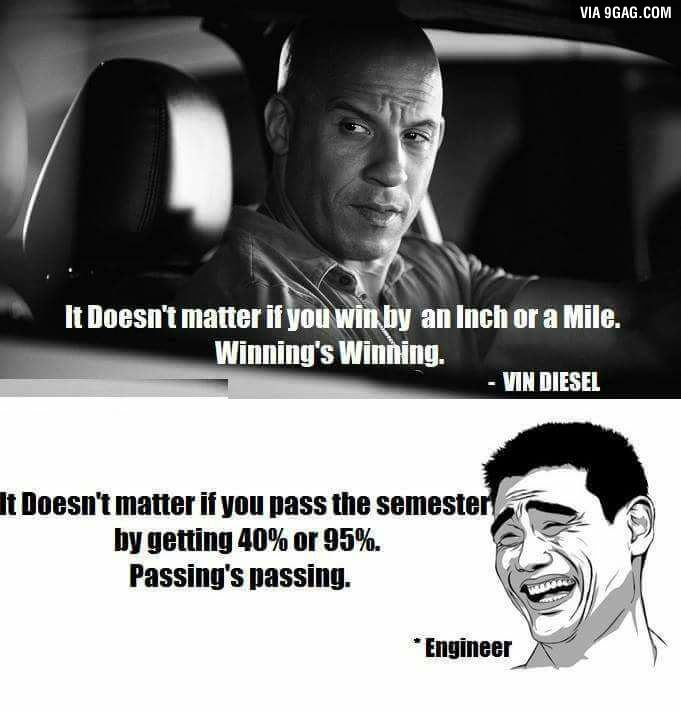 VIA 9GAG.COM
It Doesn't matter if you win by an Inch or a Mile.
Winning's Winning.
- VIN DIESEL
It Doesn't matter if you pass the semester
by getting 40% or 95%.
Passing's passing.
* Engineer